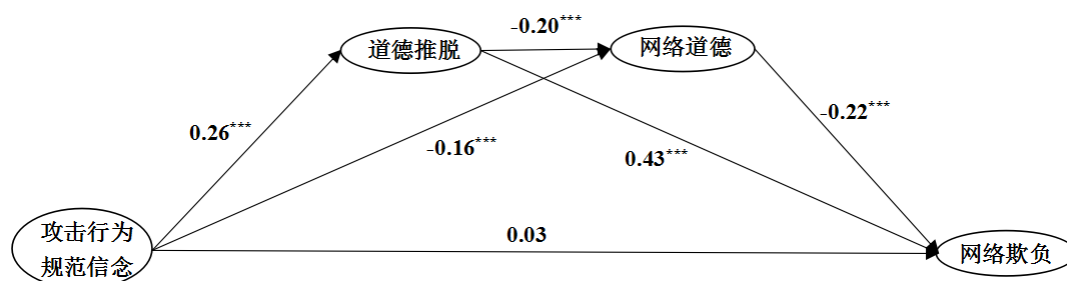 -0.20***
道德推脱
网络道德
0.26***
-0.16***
0.43***
-0.22***
攻击行为
规范信念
0.03
网络欺负